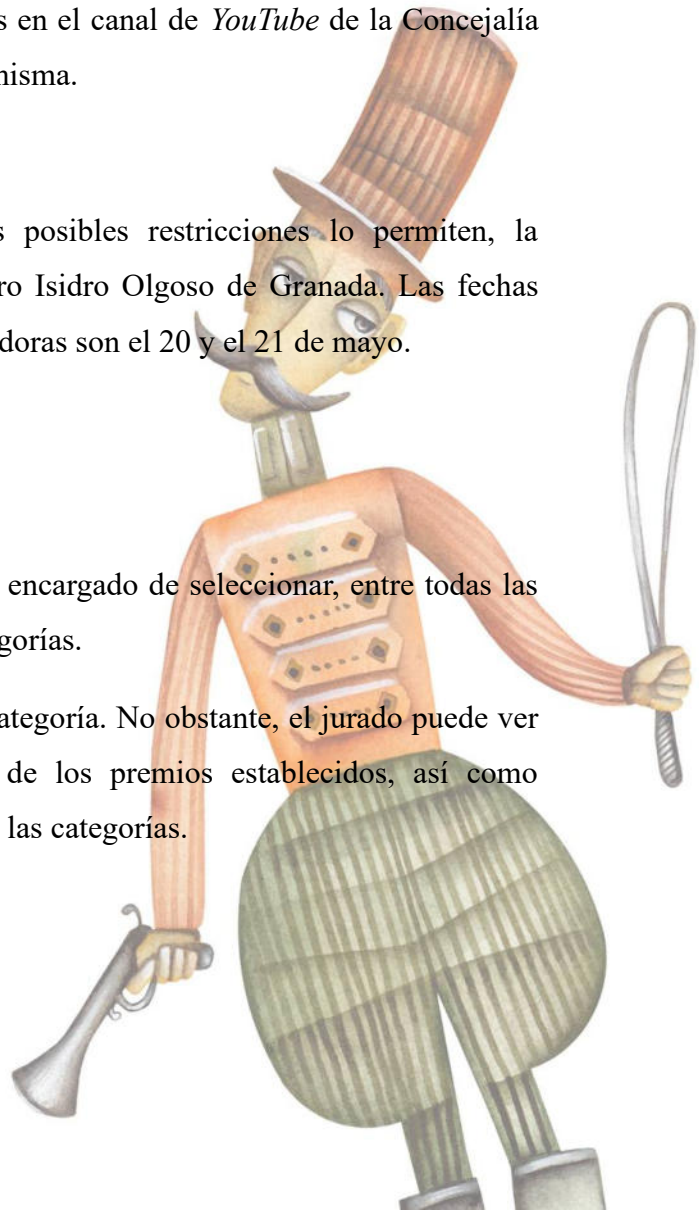 s en el canal de YouTube de la Concejalía
nisma.
s posibles restricciones lo permiten, la
ro Isidro Olgoso de Granada. Las fechas
doras son el 20 y el 21 de mayo.
encargado de seleccionar, entre todas las
gorías.
ategoría. No obstante, el jurado puede ver
de los premios establecidos, así como
las categorías.